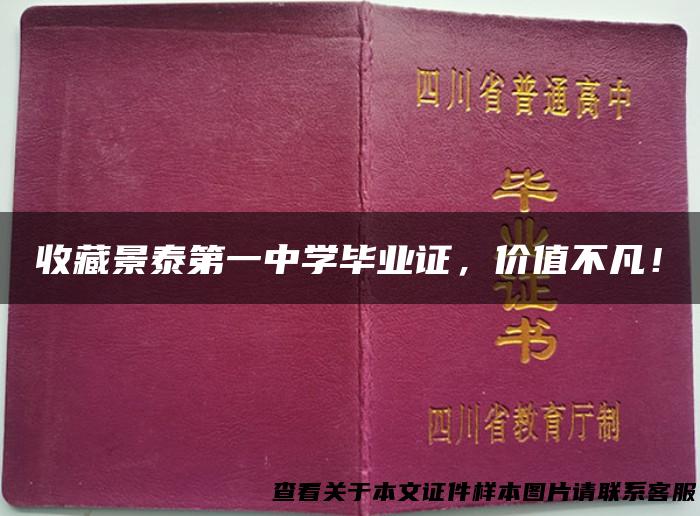 四川省普通高中
毕业证书
收藏景泰第一中学毕业证，价值不凡！
四川省教育厅制
查看关于本文证件样本图片请联系客服